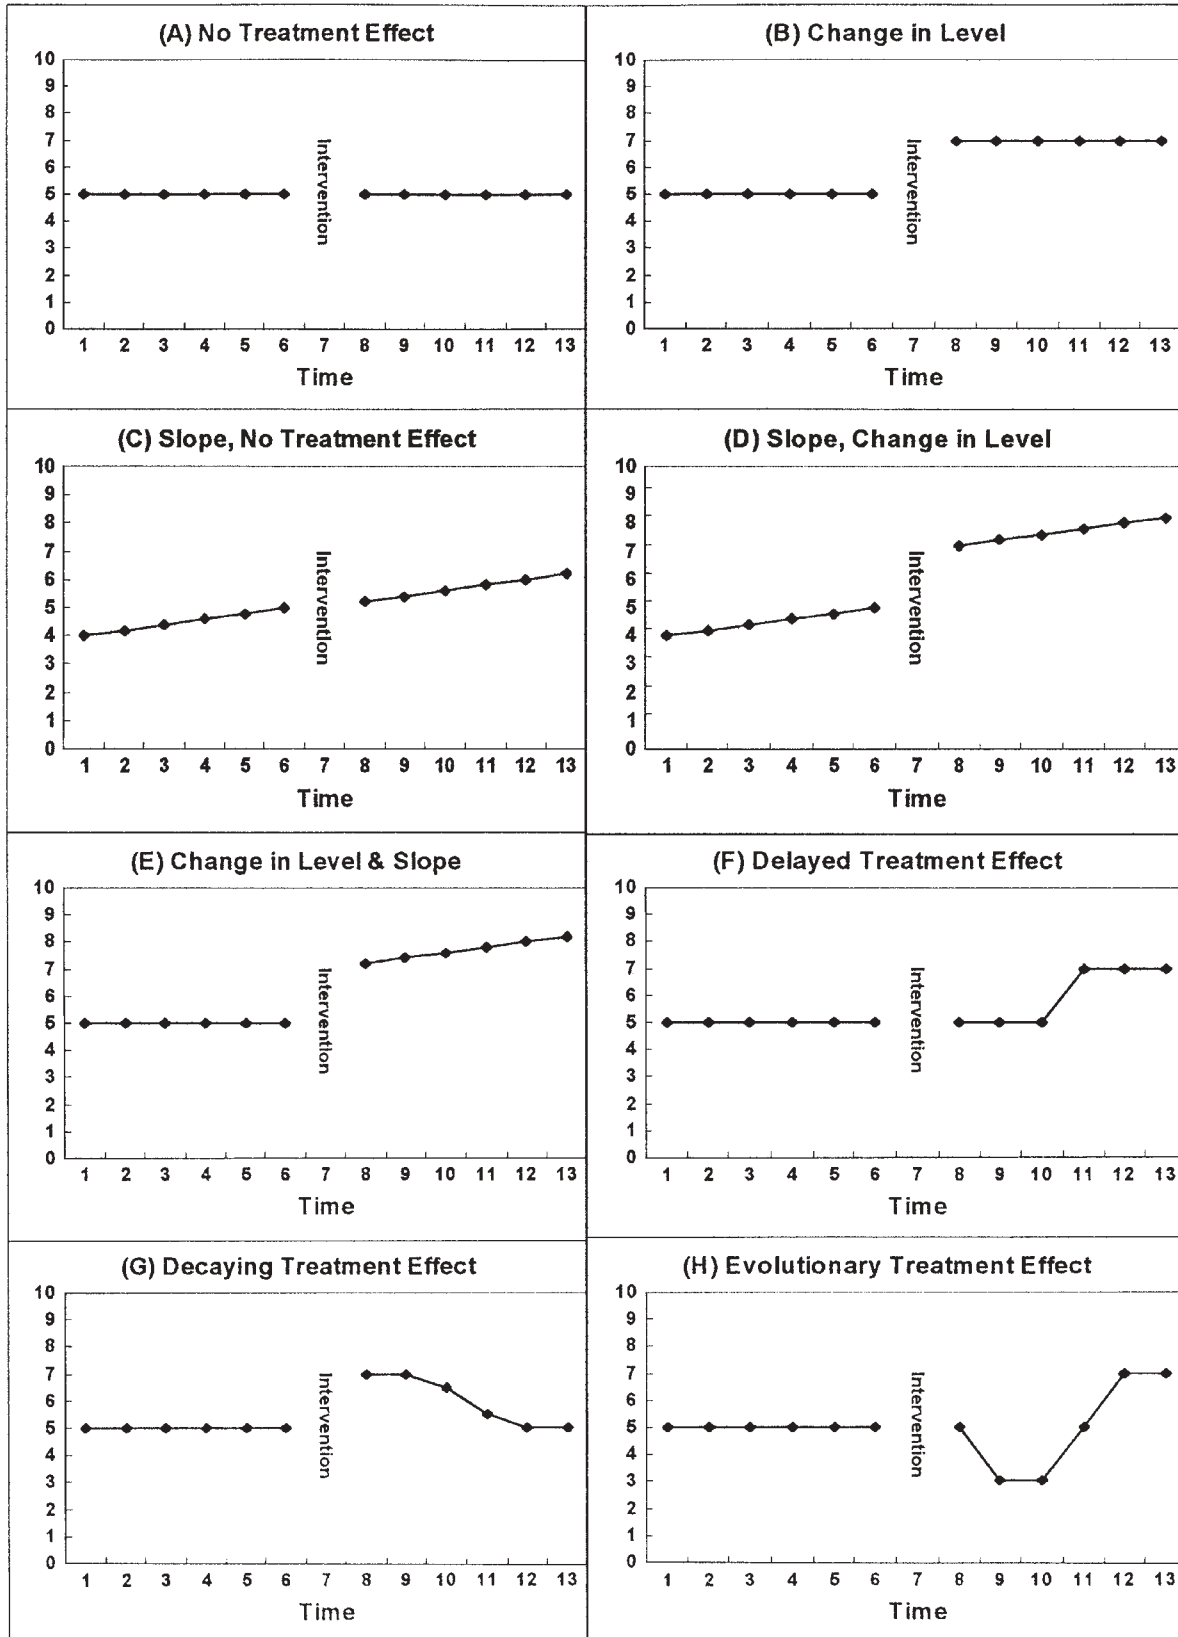 (A) No Treatment Effect
10
9
8
7
6
5
4
3
2
1
0
Intervention
1 2 3 4 5 6 7 8 9 10 11 12 13
Time
(B) Change in Level
10
9
8
7
6
5
4
3
2
1
0
Intervention
1 2 3 4 5 6 7 8 9 10 11 12 13
Time
(C) Slope, No Treatment Effect
10
9
8
7
6
5
4
3
2
1
0
Intervention
1 2 3 4 5 6 7 8 9 10 11 12 13
Time
(D) Slope, Change in Level
10
9
8
7
6
5
4
3
2
1
0
Intervention
1 2 3 4 5 6 7 8 9 10 11 12 13
Time
(E) Change in Level & Slope
10
9
8
7
6
5
4
3
2
1
0
Intervention
1 2 3 4 5 6 7 8 9 10 11 12 13
Time
(F) Delayed Treatment Effect
10
9
8
7
6
5
4
3
2
1
0
Intervention
1 2 3 4 5 6 7 8 9 10 11 12 13
Time
(G) Decaying Treatment Effect
10
9
8
7
6
5
4
3
2
1
0
Intervention
1 2 3 4 5 6 7 8 9 10 11 12 13
Time
(H) Evolutionary Treatment Effect
10
9
8
7
6
5
4
3
2
1
0
Intervention
1 2 3 4 5 6 7 8 9 10 11 12 13
Time